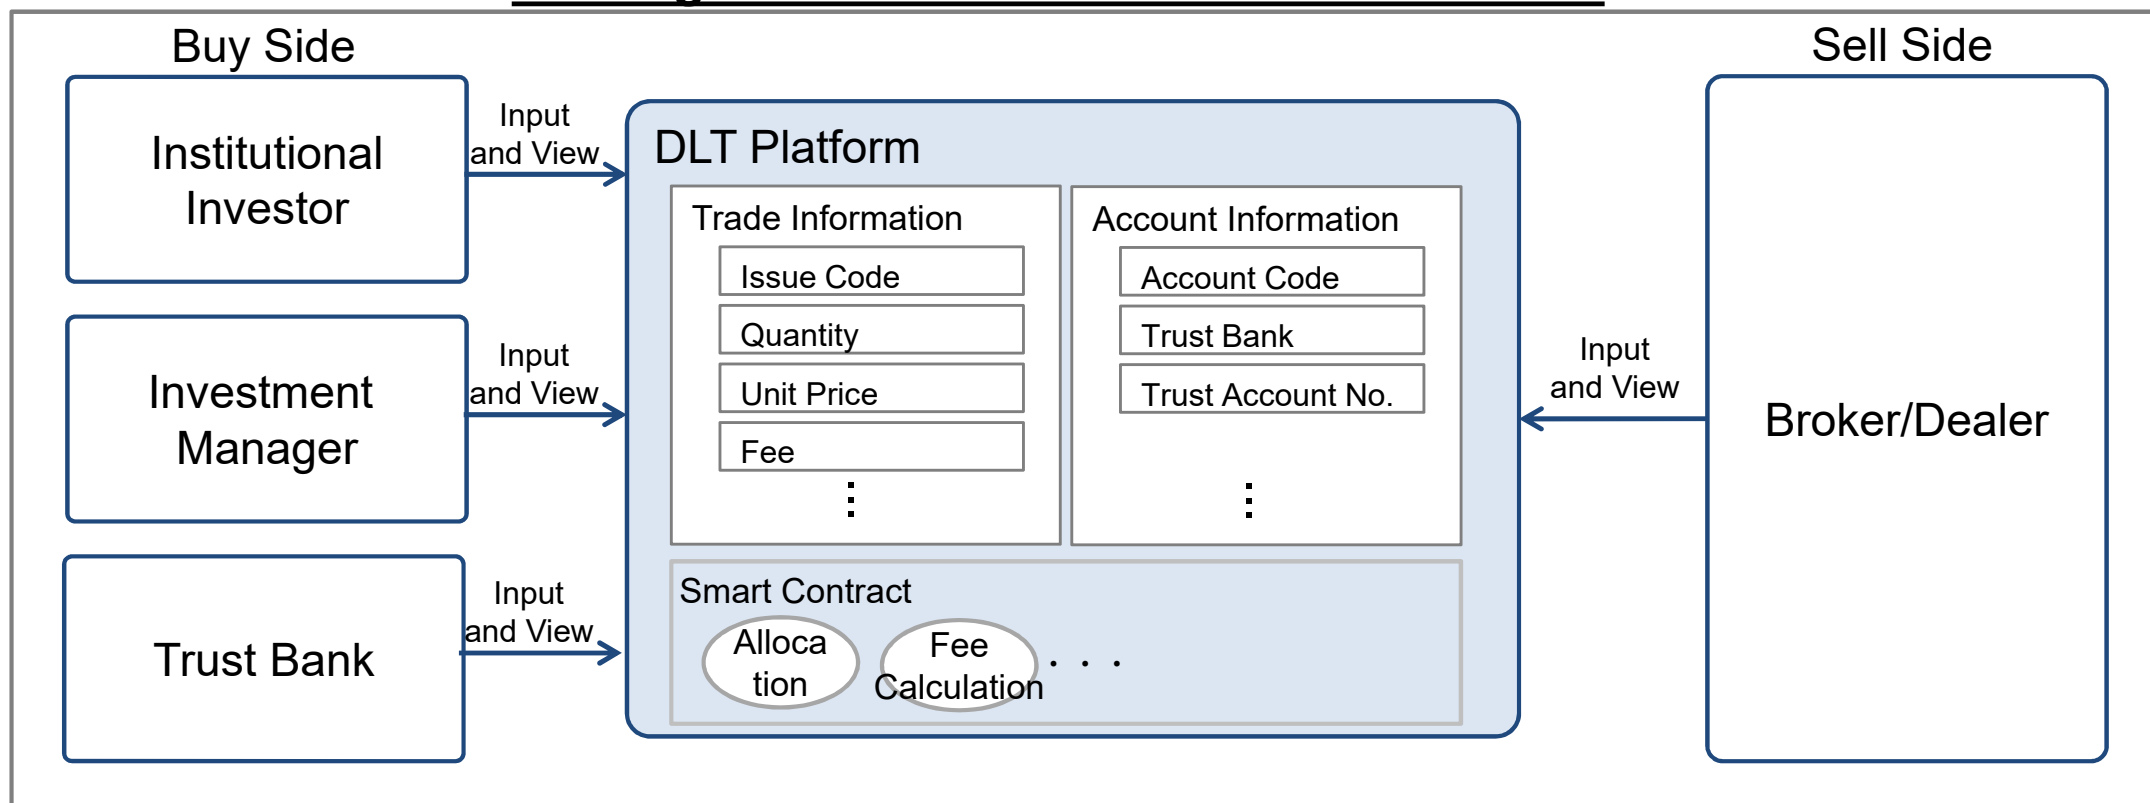 Buy Side
Sell Side
Institutional
Investor
Input
and View
Investment
Manager
Input
and View
Trust Bank
Input
and View
DLT Platform
Trade Information
Issue Code
Quantity
Unit Price
Fee
Account Information
Account Code
Trust Bank
Trust Account No.
Smart Contract
Alloca
tion
Fee
Calculation
. . .
Input
and View
Broker/Dealer